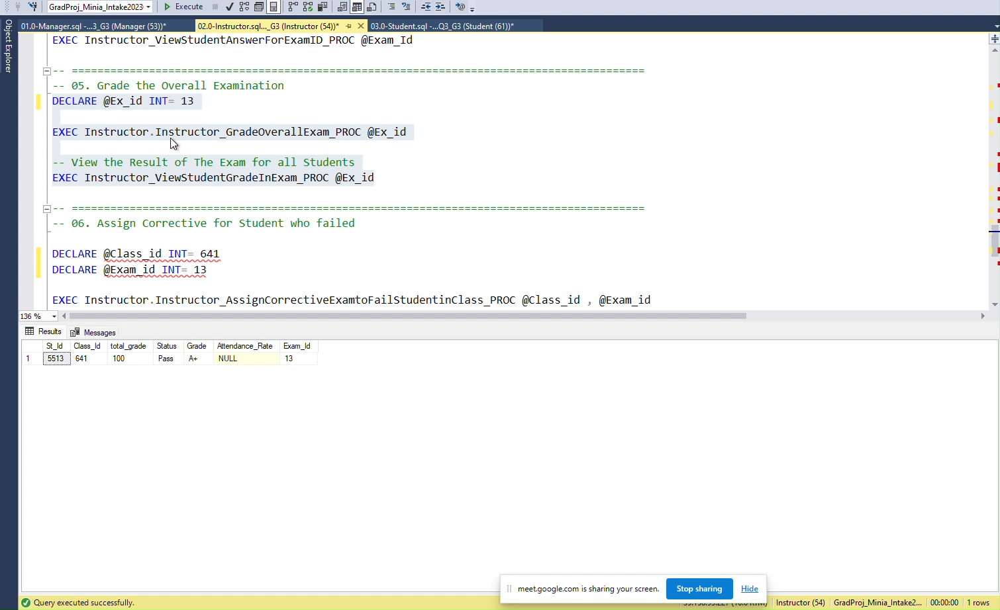 GradProj_Minia_Intake2023 Execute
Object Explorer
01.0-Manager.sql -...3_G3 (Manager (53))* 02.0-Instructor.sql..._G3 (Instructor (54))* 03.0-Student.sql -...Q3_G3 (Student (61))*
EXEC Instructor_ViewStudentAnswerForExamID_PROC @Exam_Id
-- =========================================================================================
-- 05. Grade the Overall Examination
DECLARE @Ex_id INT= 13
EXEC Instructor.Instructor_GradeOverallExam_PROC @Ex_id
-- View the Result of The Exam for all Students
EXEC Instructor_ViewStudentGradeInExam_PROC @Ex_id
-- =========================================================================================
-- 06. Assign Corrective for Student who failed
DECLARE @Class_id INT= 641
DECLARE @Exam_id INT= 13
EXEC Instructor.Instructor_AssignCorrectiveExamtoFailStudentinClass_PROC @Class_id , @Exam_id
136 %
Results Messages
St_Id Class_Id total_grade Status Grade Attendance_Rate Exam_Id
1 5513 641 100 Pass A+ NULL 13
meet.google.com is sharing your screen. Stop sharing Hide
Query executed successfully. Instructor (54) GradProj_Minia_Intake2... 00:00:00 1 rows